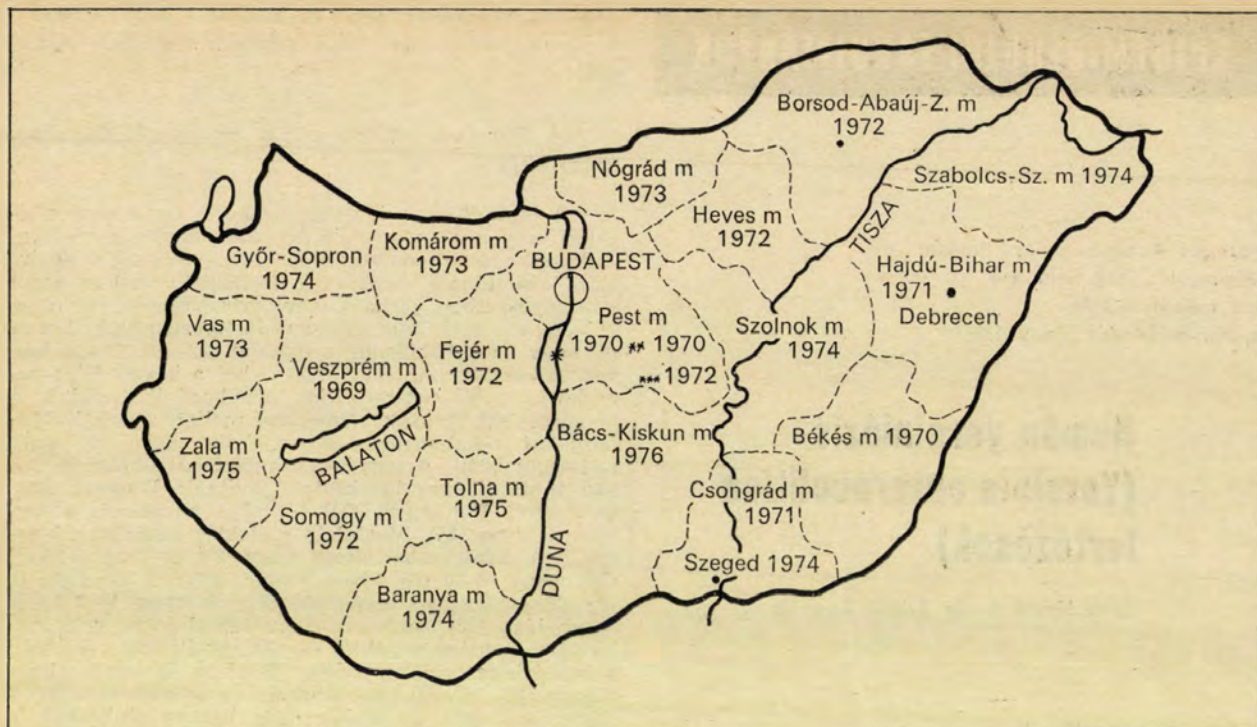 Borsod-Abaúj-Z. m
1972
Nógrád m
1973
Szabolcs-Sz. m 1974
Heves m
1972
TISZA
Győr-Sopron
1974
Komárom m
1973
BUDAPEST
Hajdú-Bihar m
1971
Debrecen
Vas m
1973
Veszprém m
1969
Fejér m
1972
Pest m
1970 ** 1970
*** 1972
*
Szolnok m
1974
Zala m
1975
BALATON
Bács-Kiskun m
1976
Békés m 1970
Tolna m
1975
Csongrád m
1971
Somogy m
1972
DUNA
Szeged 1974
Baranya m
1974